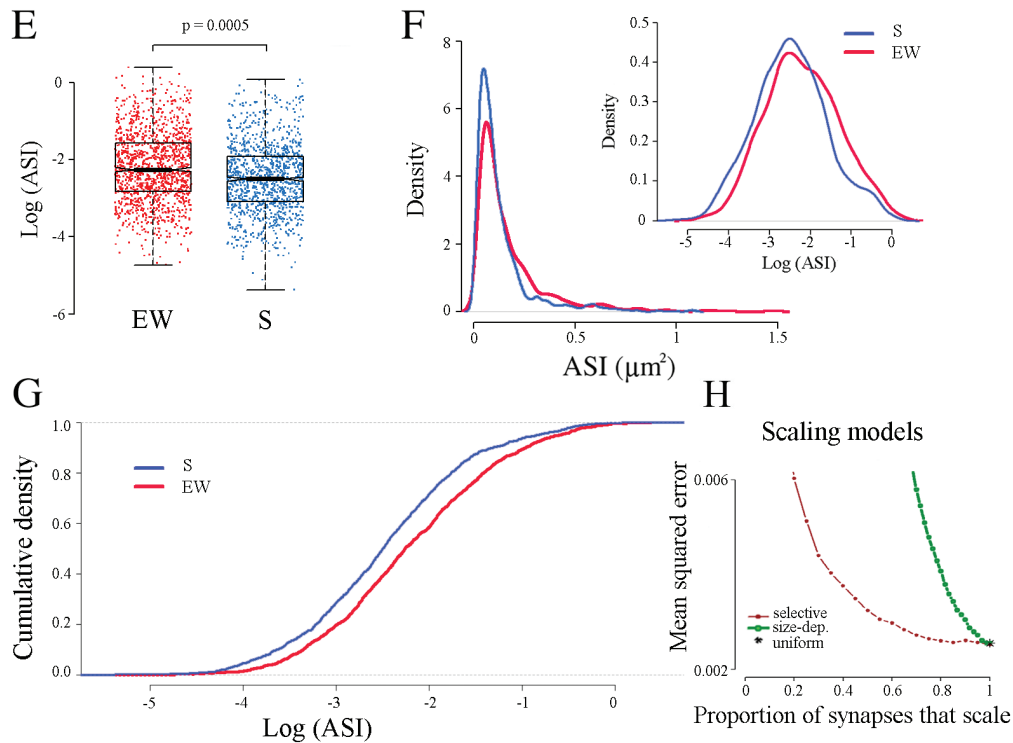 E
p = 0.0005
Log (ASI)
0
-2
-4
-6
EW
S
F
Density
8
6
4
2
0
0
0.5
1
1.5
ASI (μm²)
Density
0.5
0.4
0.3
0.2
0.1
0
-5
-4
-3
-2
-1
0
Log (ASI)
S
EW
G
Cumulative density
1.0
0.8
0.6
0.4
0.2
0.0
S
EW
-5
-4
-3
-2
-1
0
Log (ASI)
H
Scaling models
Mean squared error
0.006
0.002
selective
size-dep.
uniform
0
0.2
0.4
0.6
0.8
1
Proportion of synapses that scale